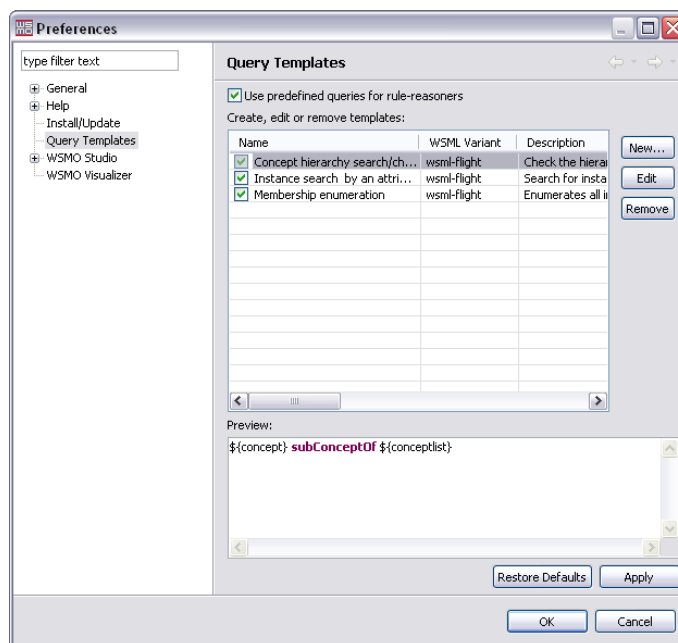 Preferences
type filter text
General
Help
Install/Update
Query Templates
WSMO Studio
WSMO Visualizer
Query Templates
Use predefined queries for rule-reasoners
Create, edit or remove templates:
Name WSML Variant Description
Concept hierarchy search/ch... wsml-flight Check the hierar
Instance search by an attri... wsml-flight Search for insta
Membership enumeration wsml-flight Enumerates all i
New...
Edit
Remove
Preview:
${concept} subConceptOf ${conceptlist}
Restore Defaults Apply
OK Cancel